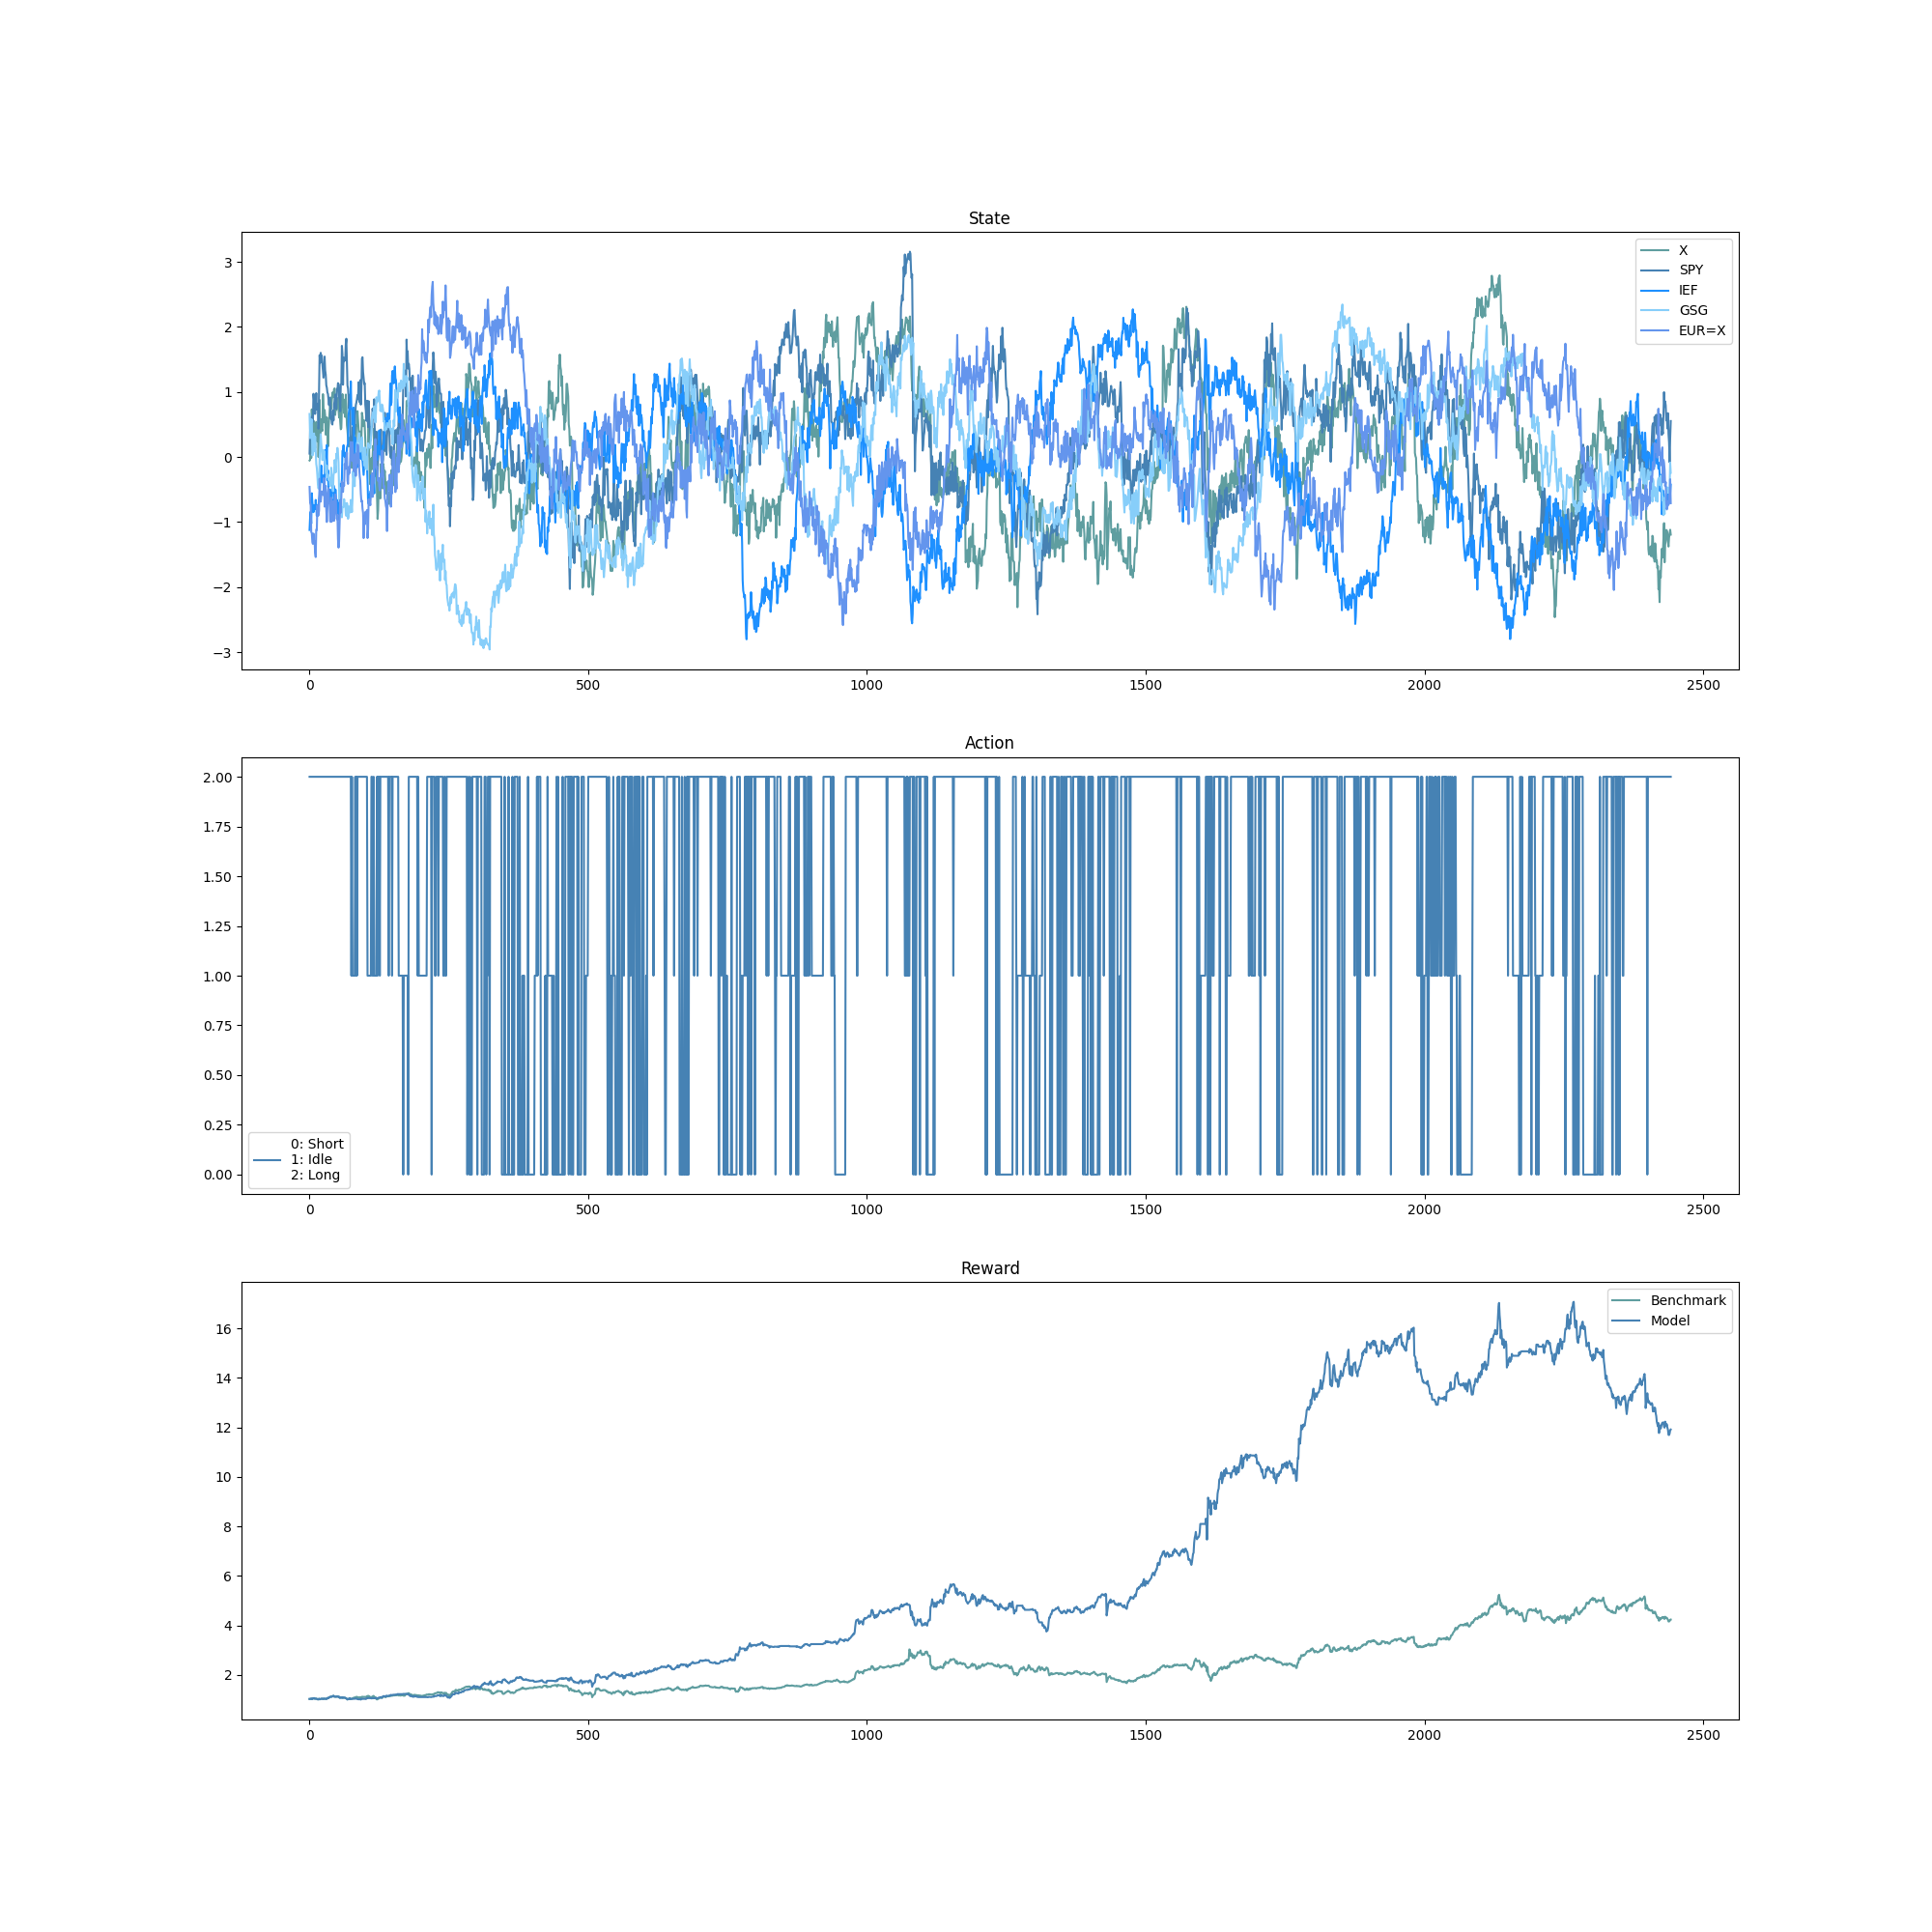 State
3
2
1
0
−1
−2
−3
X
SPY
IEF
GSG
EUR=X
0 500 1000 1500 2000 2500
Action
2.00
1.75
1.50
1.25
1.00
0.75
0.50
0.25
0.00
0: Short
1: Idle
2: Long
0 500 1000 1500 2000 2500
Reward
16
14
12
10
8
6
4
2
Benchmark
Model
0 500 1000 1500 2000 2500